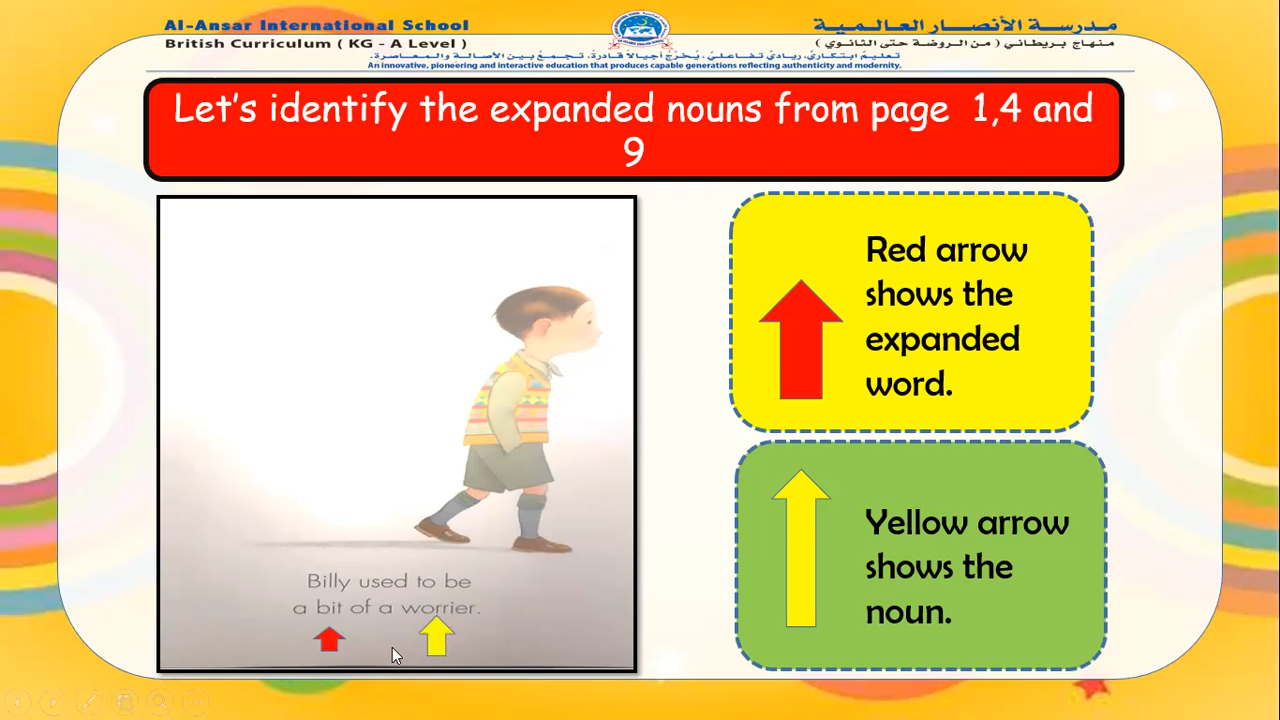 Al-Ansar International School
مدرسة الأنصار العالمية
British Curriculum ( KG - A Level )
منهاج بريطاني ( من الروضة حتى الثانوي )
تعليمٌ ابتكاريٌ، رياديٌ تفاعليٌ ، يُخرّجُ أجيالاً قادرةً، تجمعُ بين الأصالة والمعاصرة.
An innovative, pioneering and interactive education that produces capable generations reflecting authenticity and modernity.
Let's identify the expanded nouns from page 1,4 and
9
Billy used to be
a bit of a worrier.
Red arrow
shows the
expanded
word.
Yellow arrow
shows the
noun.